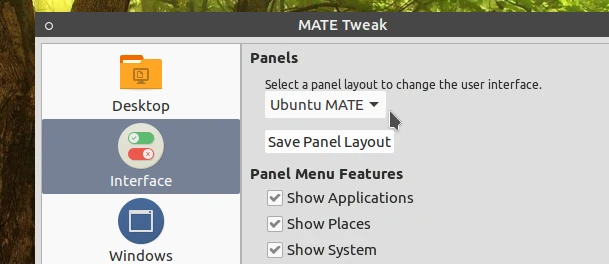 MATE Tweak
Desktop
Interface
Windows
Panels
Select a panel layout to change the user interface.
Ubuntu MATE
Save Panel Layout
Panel Menu Features
Show Applications
Show Places
Show System